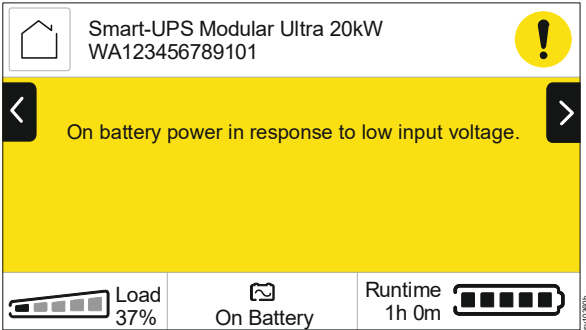 Smart-UPS Modular Ultra 20kW
WA123456789101
On battery power in response to low input voltage.
Load
37%
On Battery
Runtime
1h 0m